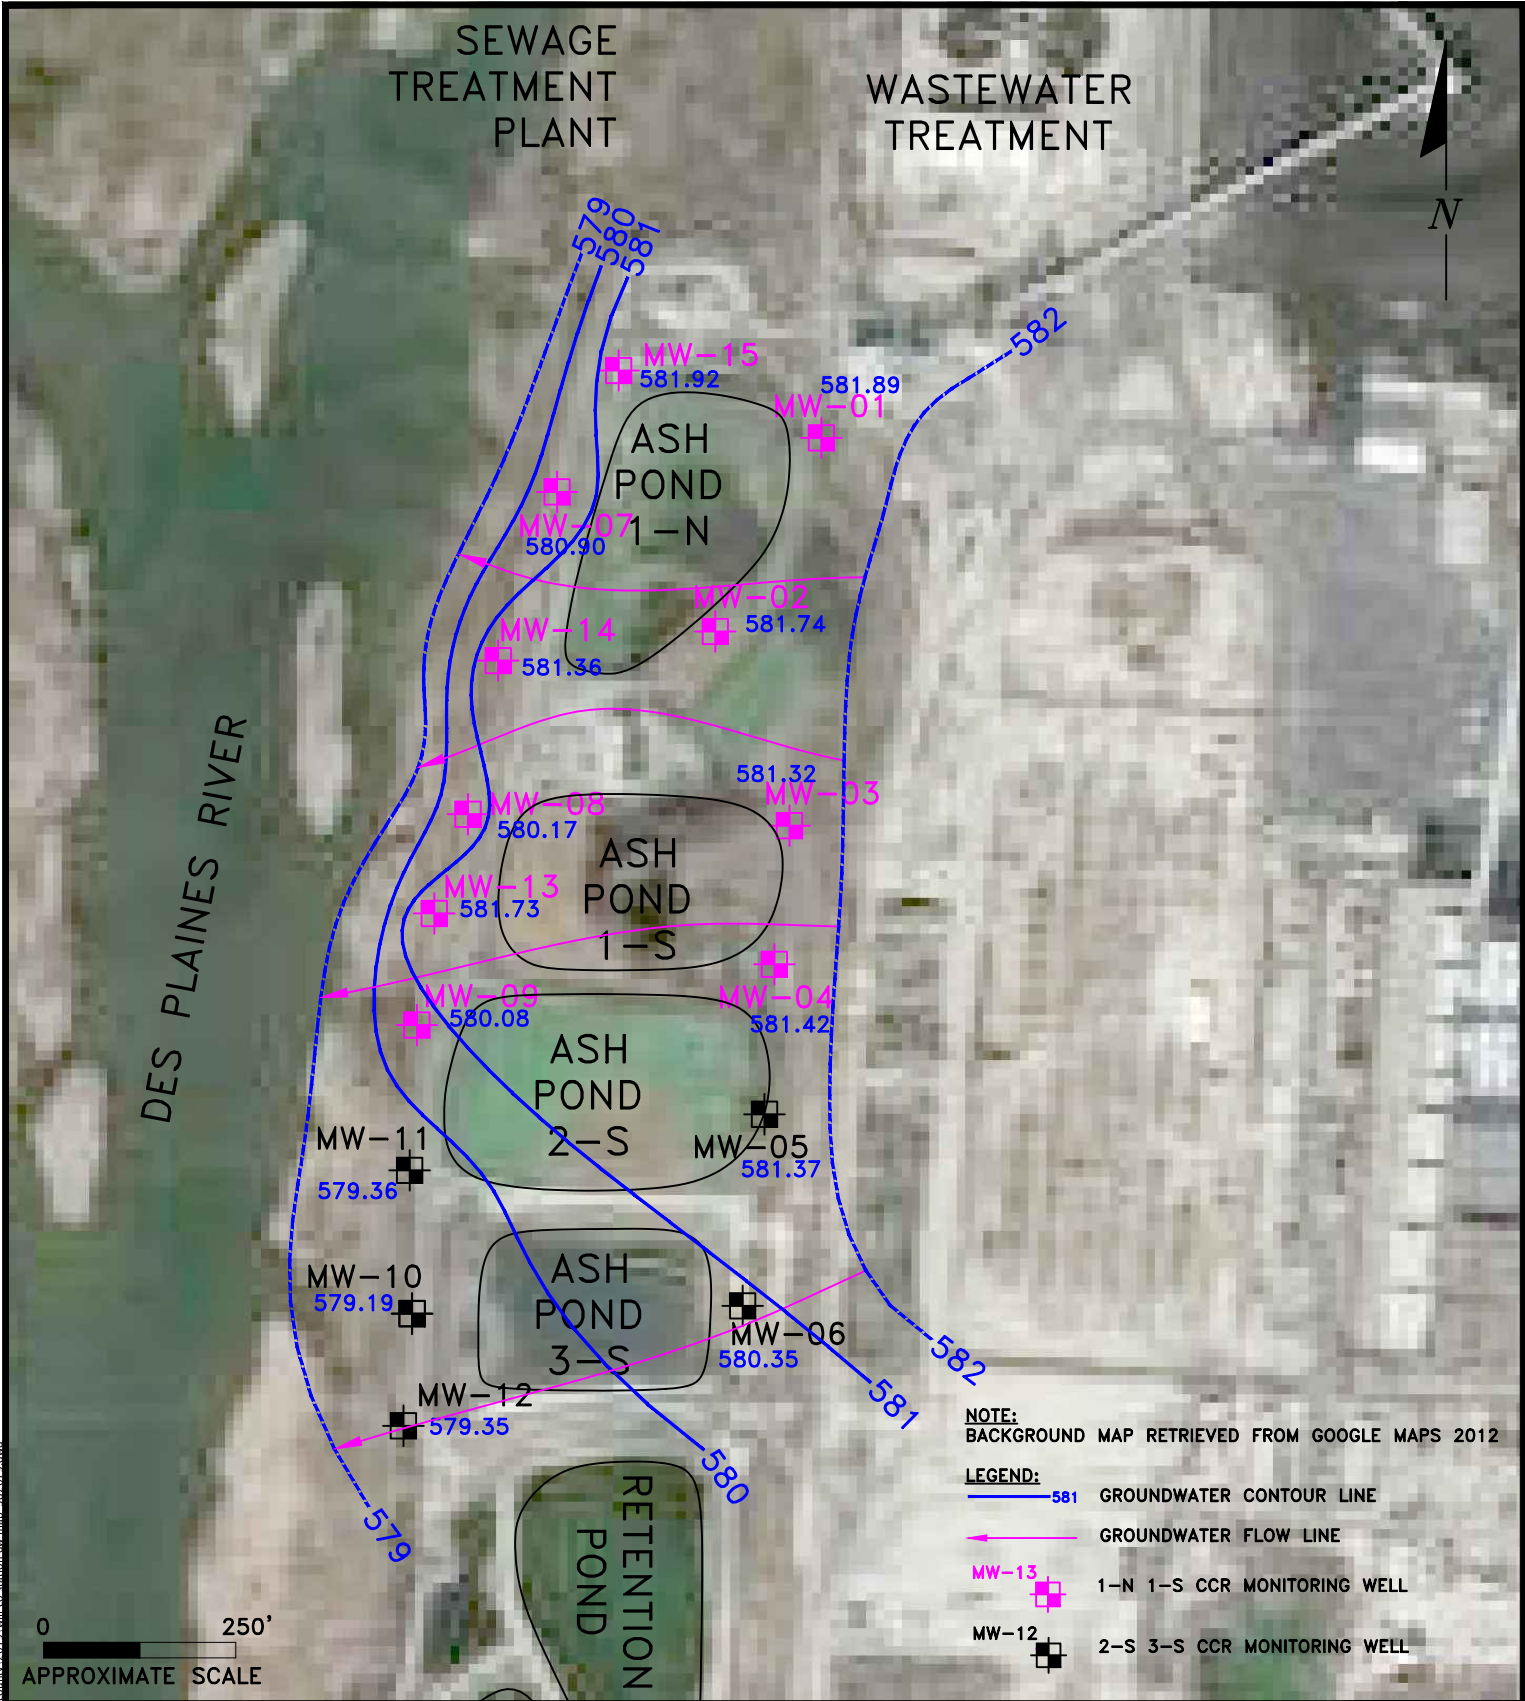 SEWAGE
TREATMENT
PLANT
WASTEWATER
TREATMENT
N
579
580
581
582
MW-15
581.92
581.89
MW-01
ASH
POND
1-N
MW-07
580.90
MW-02
581.74
MW-14
581.36
581.32
MW-03
MW-08
580.17
ASH
POND
1-S
MW-13
581.73
DES PLAINES RIVER
MW-09
580.08
MW-04
581.42
ASH
POND
2-S
MW-11
579.36
MW-05
581.37
MW-10
579.19
ASH
POND
3-S
MW-06
580.35
MW-12
579.35
582
581
580
579
RETENTION
POND
NOTE:
BACKGROUND MAP RETRIEVED FROM GOOGLE MAPS 2012
LEGEND:
581 GROUNDWATER CONTOUR LINE
GROUNDWATER FLOW LINE
MW-13 1-N 1-S CCR MONITORING WELL
MW-12 2-S 3-S CCR MONITORING WELL
0 250'
APPROXIMATE SCALE